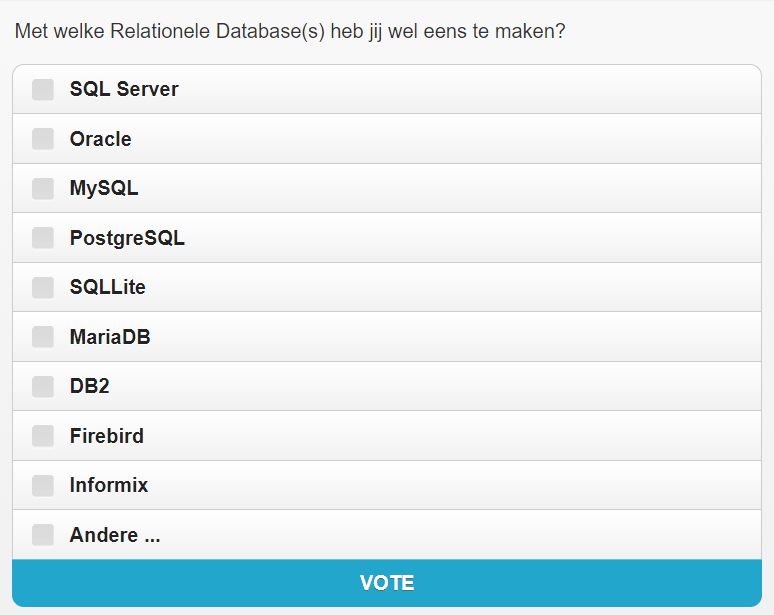 Met welke Relationele Database(s) heb jij wel eens te maken?
SQL Server
Oracle
MySQL
PostgreSQL
SQLLite
MariaDB
DB2
Firebird
Informix
Andere ...
VOTE